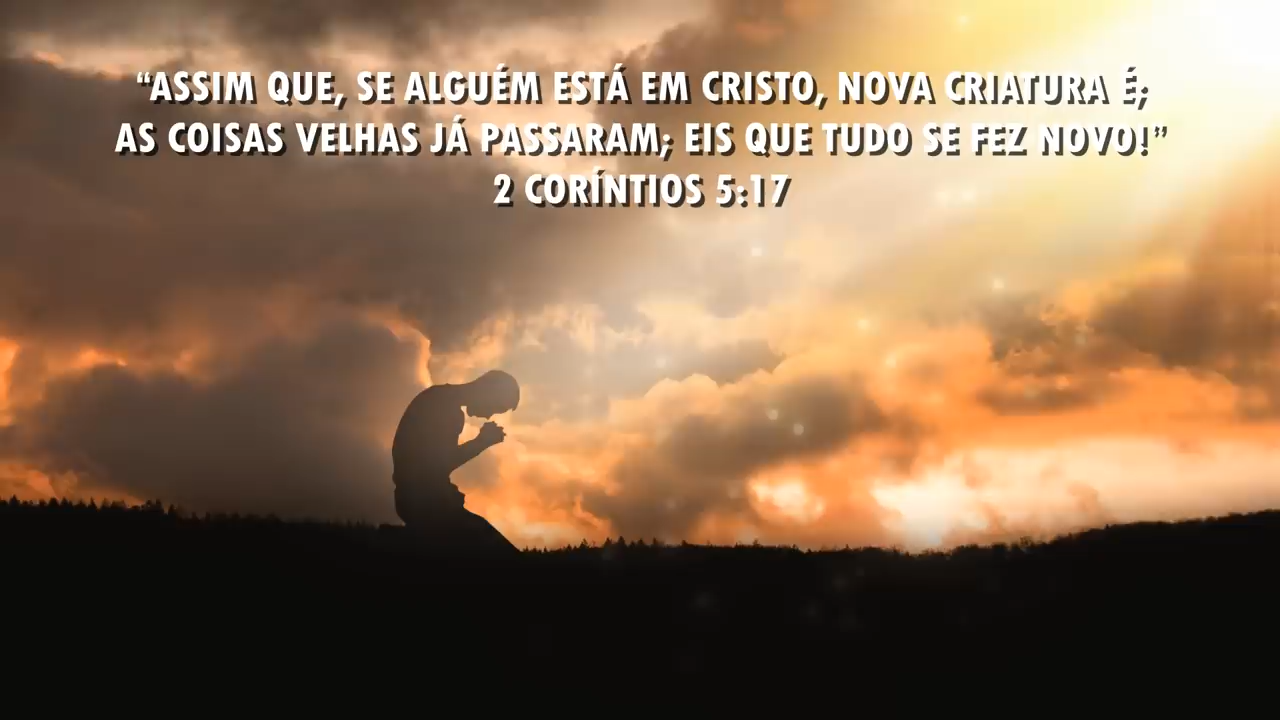 “ASSIM QUE, SE ALGUÉM ESTÁ EM CRISTO, NOVA CRIATURA É;
AS COISAS VELHAS JÁ PASSARAM; EIS QUE TUDO SE FEZ NOVO!”
2 CORÍNTIOS 5:17